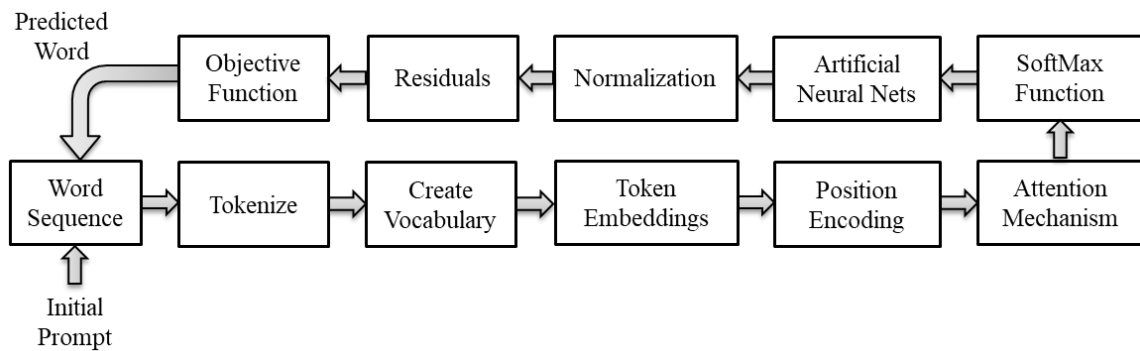 Predicted
Word
Objective
Function
Residuals
Normalization
Artificial
Neural Nets
SoftMax
Function
Word
Sequence
Tokenize
Create
Vocabulary
Token
Embeddings
Position
Encoding
Attention
Mechanism
Initial
Prompt